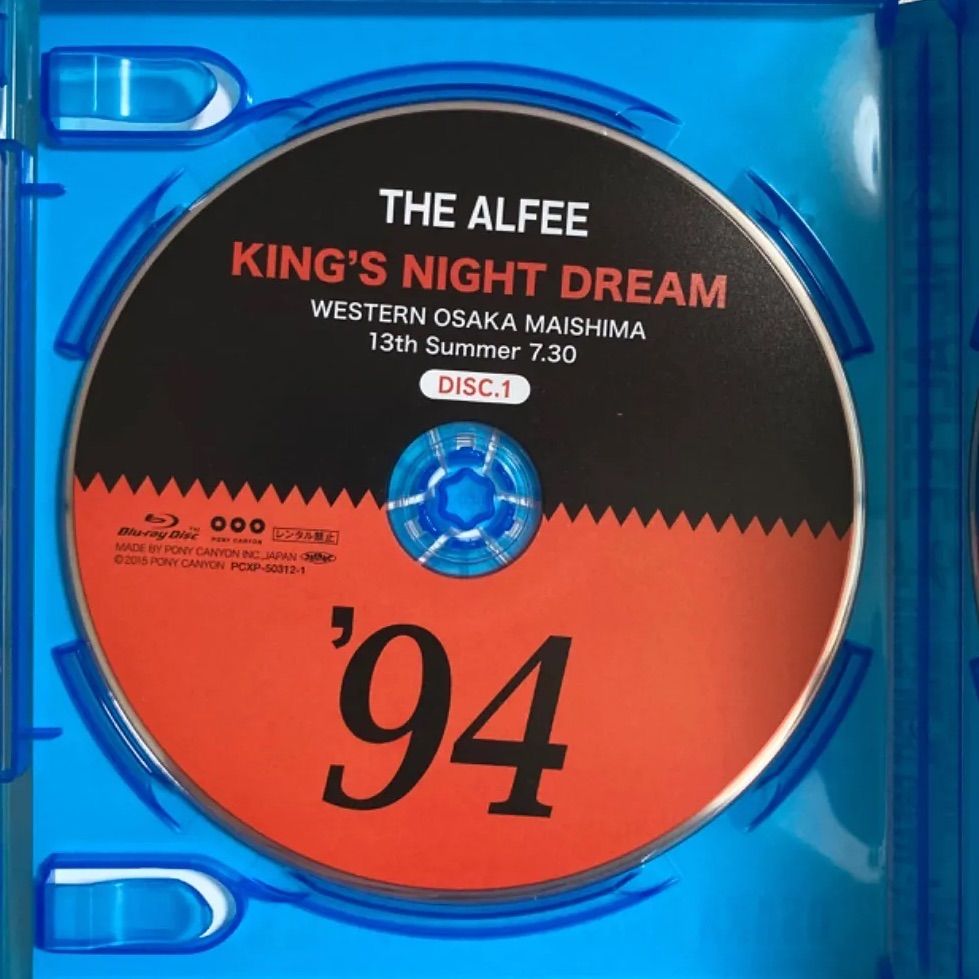 THE ALFEE
KING'S NIGHT DREAM
WESTERN OSAKA MAISHIMA
13th Summer 7.30
DISC.1
Blu-ray Disc TM
PONY CANYON
レンタル禁止
MADE BY PONY CANYON INC.,JAPAN
©2015 PONY CANYON PCXP-50312-1
'94